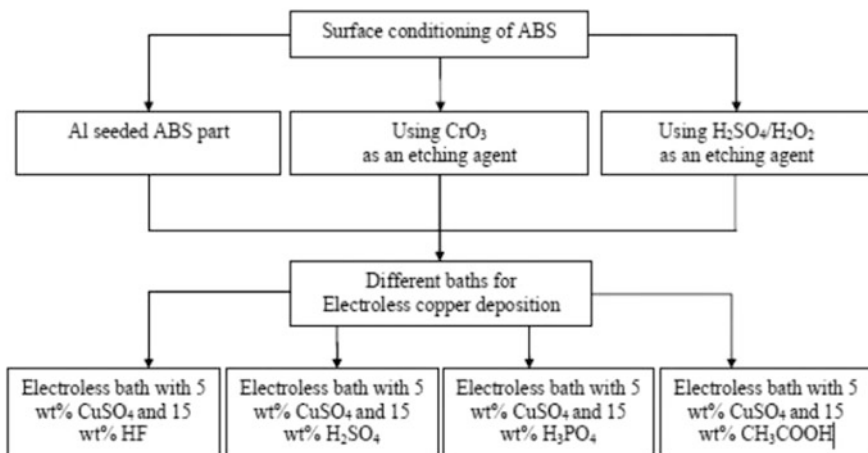 Surface conditioning of ABS
Al seeded ABS part
Using CrO₃
as an etching agent
Using H₂SO₄/H₂O₂
as an etching agent
Different baths for
Electroless copper deposition
Electroless bath with 5
wt% CuSO₄ and 15
wt% HF
Electroless bath with 5
wt% CuSO₄ and 15
wt% H₂SO₄
Electroless bath with 5
wt% CuSO₄ and 15
wt% H₃PO₄
Electroless bath with 5
wt% CuSO₄ and 15
wt% CH₃COOH